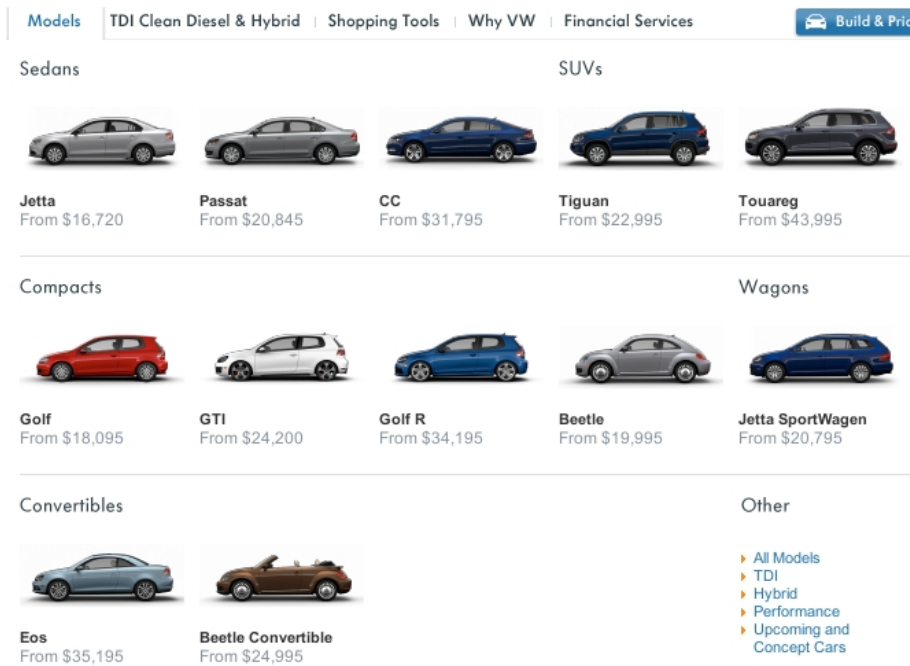 Models
TDI Clean Diesel & Hybrid
Shopping Tools
Why VW
Financial Services
Build &
Sedans
SUVs
Jetta
From $16,720
Passat
From $20,845
CC
From $31,795
Tiguan
From $22,995
Touareg
From $43,995
Compacts
Wagons
Golf
From $18,095
GTI
From $24,200
Golf R
From $34,195
Beetle
From $19,995
Jetta SportWagen
From $20,795
Convertibles
Other
Eos
From $35,195
Beetle Convertible
From $24,995
All Models
TDI
Hybrid
Performance
Upcoming and
Concept Cars